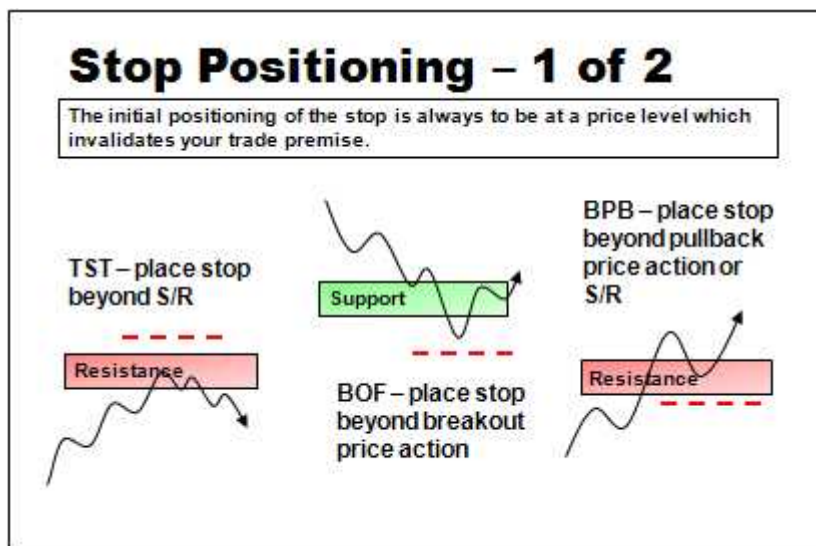 Stop Positioning – 1 of 2
The initial positioning of the stop is always to be at a price level which
invalidates your trade premise.
TST – place stop
beyond S/R
Resistance
Support
BOF – place stop
beyond breakout
price action
BPB – place stop
beyond pullback
price action or
S/R
Resistance